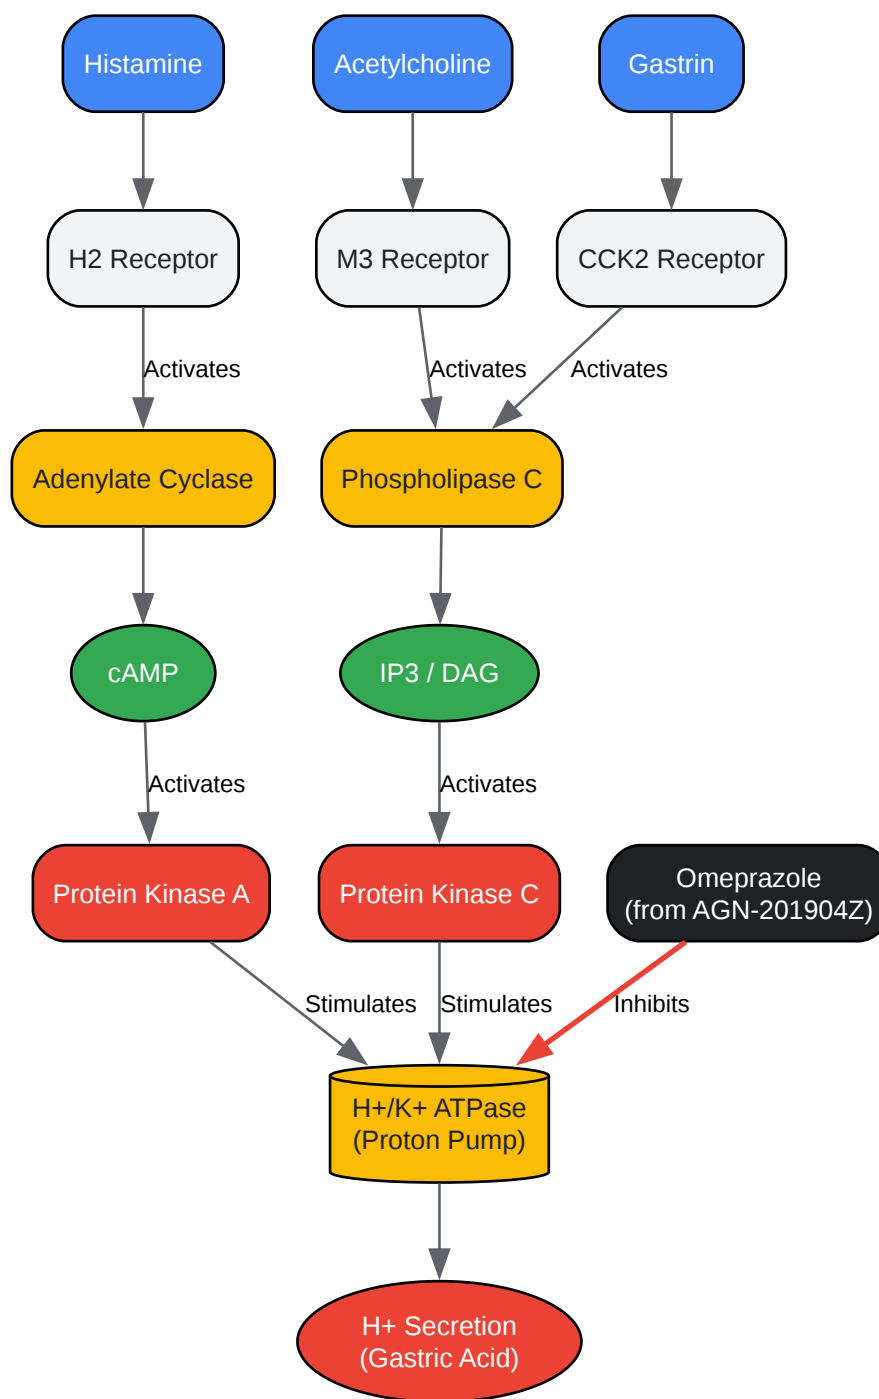 Histamine
Acetylcholine
Gastrin
H2 Receptor
M3 Receptor
CCK2 Receptor
Activates
Activates
Activates
Adenylate Cyclase
Phospholipase C
cAMP
IP3 / DAG
Activates
Activates
Protein Kinase A
Protein Kinase C
Omeprazole
(from AGN-201904Z)
Stimulates
Stimulates
Inhibits
H+/K+ ATPase
(Proton Pump)
H+ Secretion
(Gastric Acid)